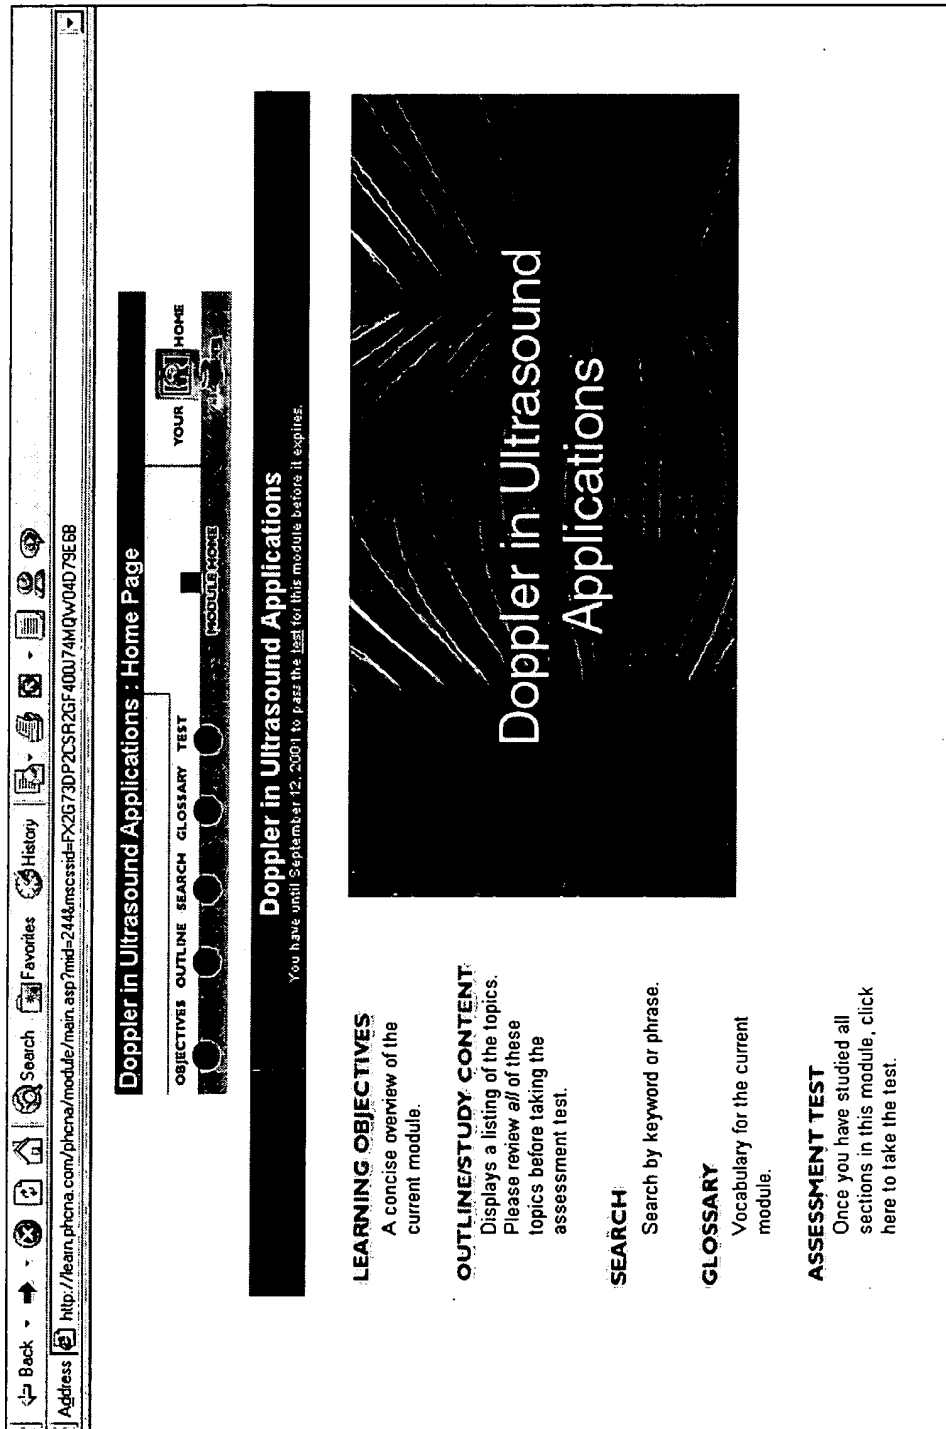 Back
Search
Favorites
History
Address http://learn.phcna.com/phcna/module/main.asp?mid=244&mscssid=FX2G73DP2CSR2GF400J74MQW04D79E6B
Doppler in Ultrasound Applications : Home Page
OBJECTIVES OUTLINE SEARCH GLOSSARY TEST
MODULE HOME
YOUR HOME
Doppler in Ultrasound Applications
You have until September 12, 2001 to pass the test for this module before it expires.
LEARNING OBJECTIVES
A concise overview of the
current module.
OUTLINE/STUDY CONTENT
Displays a listing of the topics.
Please review all of these
topics before taking the
assessment test.
SEARCH
Search by keyword or phrase.
GLOSSARY
Vocabulary for the current
module.
ASSESSMENT TEST
Once you have studied all
sections in this module, click
here to take the test.
Doppler in Ultrasound
Applications